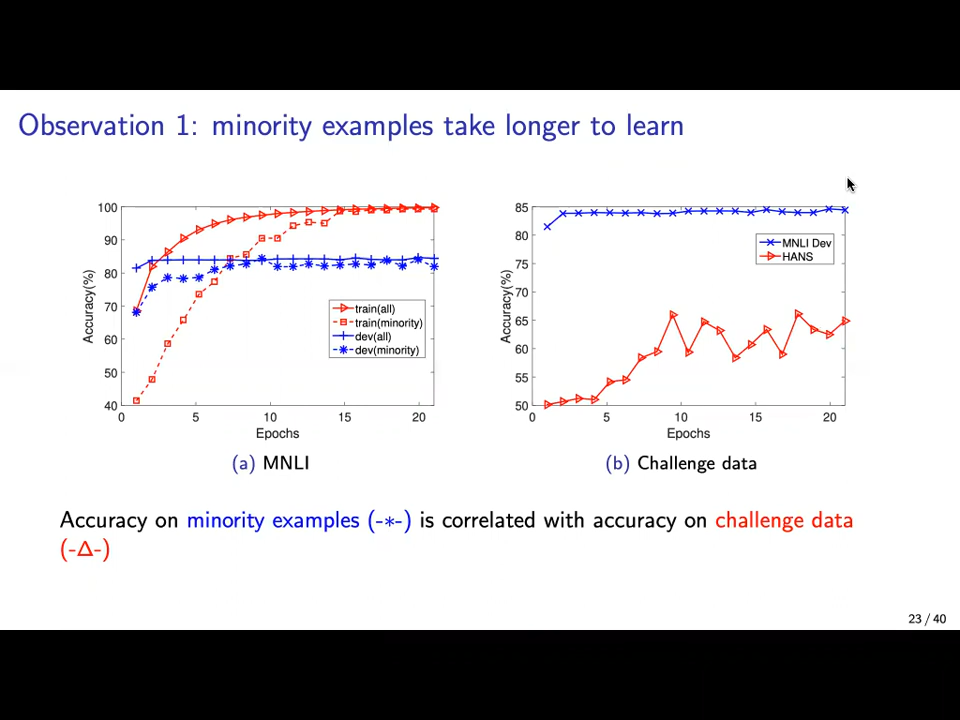 Observation 1: minority examples take longer to learn
100
90
80
70
60
50
40
Accuracy(%)
0 5 10 15 20
Epochs
train(all)
train(minority)
dev(all)
dev(minority)
(a) MNLI
85
80
75
70
65
60
55
50
Accuracy(%)
0 5 10 15 20
Epochs
MNLI Dev
HANS
(b) Challenge data
Accuracy on minority examples (-*-) is correlated with accuracy on challenge data
(-Δ-)
23 / 40